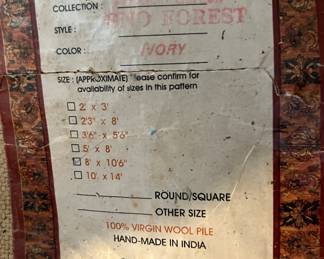 COLLECTION :
FOREST
STYLE :
COLOR : IVORY
SIZE : (APPROXIMATE) Please confirm for
availability of sizes in this pattern
2' x 3'
2'3" x 8'
3'6" x 5'6"
5' x 8'
8' x 10'6"
10' x 14'
ROUND/SQUARE
OTHER SIZE
100% VIRGIN WOOL PILE
HAND-MADE IN INDIA